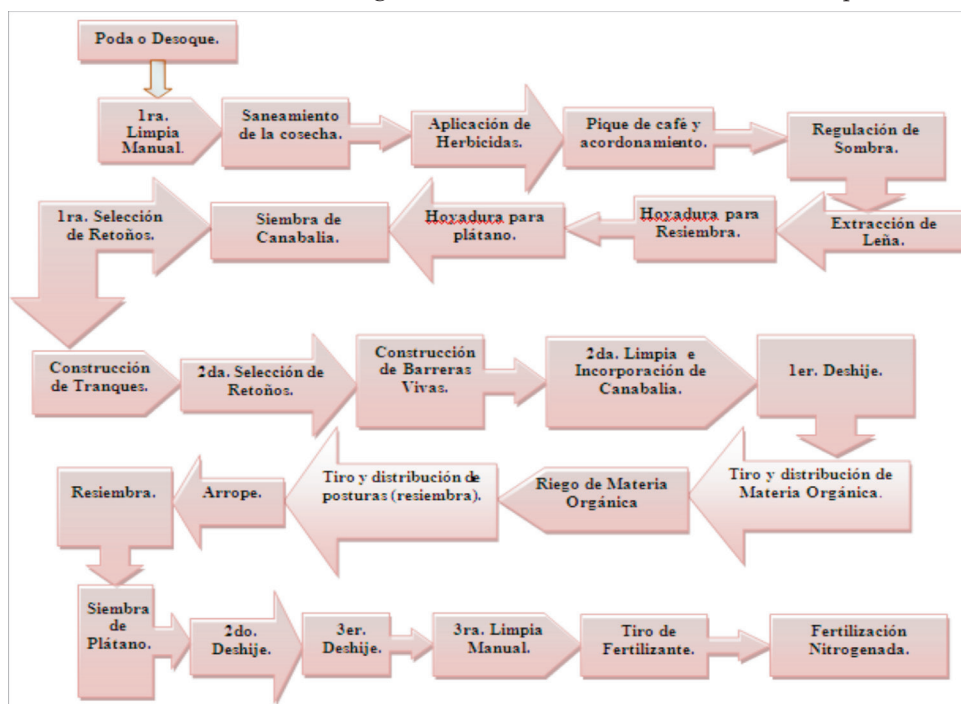 Poda o Desoque.
1ra.
Limpia
Manual.
Saneamiento
de la cosecha.
Aplicación de
Herbicidas.
Pique de café y
acordonamiento.
Regulación de
Sombra.
Extracción de
Leña.
Hoyadura para
Resiembra.
Hoyadura para
plátano.
Siembra de
Canabalia.
1ra. Selección
de Retoños.
Construcción
de Tranques.
2da. Selección de
Retoños.
Construcción
de Barreras
Vivas.
2da. Limpia e
Incorporación de
Canabalia.
1er. Deshije.
Tiro y distribución de
Materia Orgánica.
Riego de Materia
Orgánica
Tiro y distribución de
posturas (resiembra).
Arrope.
Resiembra.
Siembra
de
Plátano.
2do.
Deshije.
3er.
Deshije.
3ra. Limpia
Manual.
Tiro de
Fertilizante.
Fertilización
Nitrogenada.